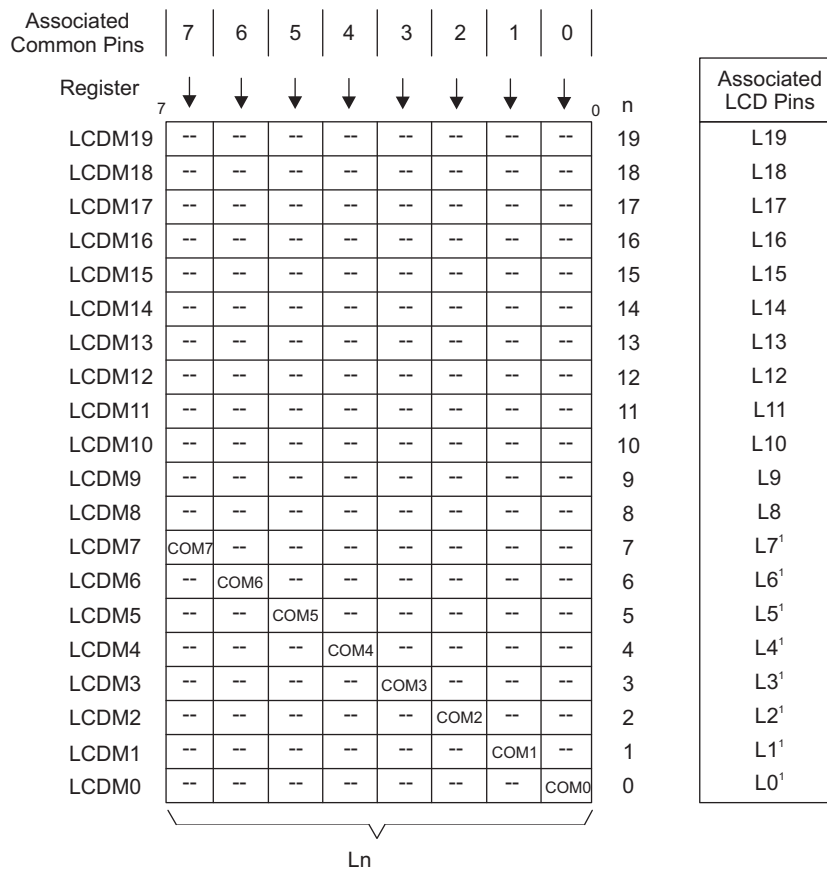 Associated
Common Pins 7 6 5 4 3 2 1 0
Register 7 0 n
Associated
LCD Pins
LCDM19 -- -- -- -- -- -- -- -- 19 L19
LCDM18 -- -- -- -- -- -- -- -- 18 L18
LCDM17 -- -- -- -- -- -- -- -- 17 L17
LCDM16 -- -- -- -- -- -- -- -- 16 L16
LCDM15 -- -- -- -- -- -- -- -- 15 L15
LCDM14 -- -- -- -- -- -- -- -- 14 L14
LCDM13 -- -- -- -- -- -- -- -- 13 L13
LCDM12 -- -- -- -- -- -- -- -- 12 L12
LCDM11 -- -- -- -- -- -- -- -- 11 L11
LCDM10 -- -- -- -- -- -- -- -- 10 L10
LCDM9 -- -- -- -- -- -- -- -- 9 L9
LCDM8 -- -- -- -- -- -- -- -- 8 L8
LCDM7 COM7 -- -- -- -- -- -- -- 7 L7¹
LCDM6 -- COM6 -- -- -- -- -- -- 6 L6¹
LCDM5 -- -- COM5 -- -- -- -- -- 5 L5¹
LCDM4 -- -- -- COM4 -- -- -- -- 4 L4¹
LCDM3 -- -- -- -- COM3 -- -- -- 3 L3¹
LCDM2 -- -- -- -- -- COM2 -- -- 2 L2¹
LCDM1 -- -- -- -- -- -- COM1 -- 1 L1¹
LCDM0 -- -- -- -- -- -- -- COM0 0 L0¹
Ln